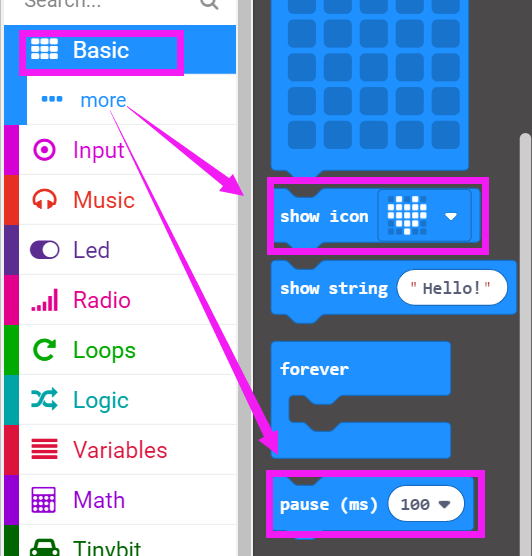 Search...
Basic
more
Input
Music
Led
Radio
Loops
Logic
Variables
Math
Tinybit
show icon
show string "Hello!"
forever
pause (ms) 100